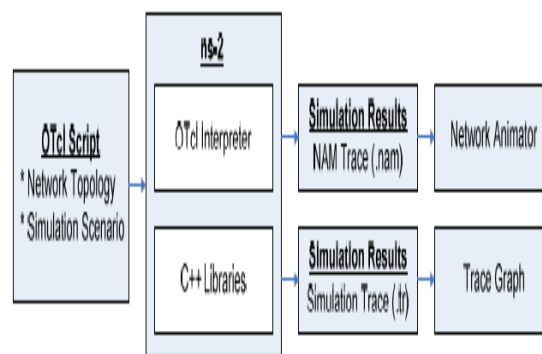 OTcl Script
* Network Topology
* Simulation Scenario
ns-2
OTcl Interpreter
C++ Libraries
Simulation Results
NAM Trace (.nam)
Network Animator
Simulation Results
Simulation Trace (.tr)
Trace Graph